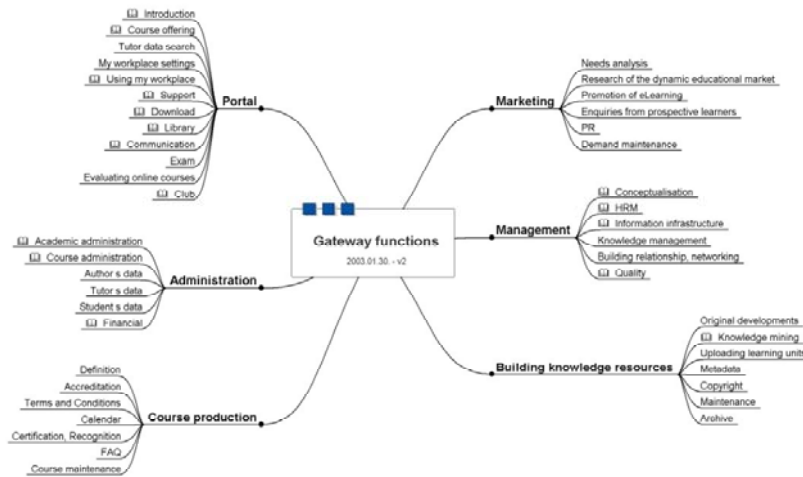 Introduction
Course offering
Tutor data search
My workplace settings
Using my workplace
Support
Download
Library
Communication
Exam
Evaluating online courses
Club
Portal
Academic administration
Course administration
Author s data
Tutor s data
Student s data
Financial
Administration
Definition
Accreditation
Terms and Conditions
Calender
Certification, Recognition
FAQ
Course maintenance
Course production
Gateway functions
2003.01.30. - v2
Marketing
Needs analysis
Research of the dynamic educational market
Promotion of eLearning
Enquiries from prospective learners
PR
Demand maintenance
Management
Conceptualisation
HRM
Information infrastructure
Knowledge management
Building relationship, networking
Quality
Building knowledge resources
Original developments
Knowledge mining
Uploading learning units
Metadata
Copyright
Maintenance
Archive